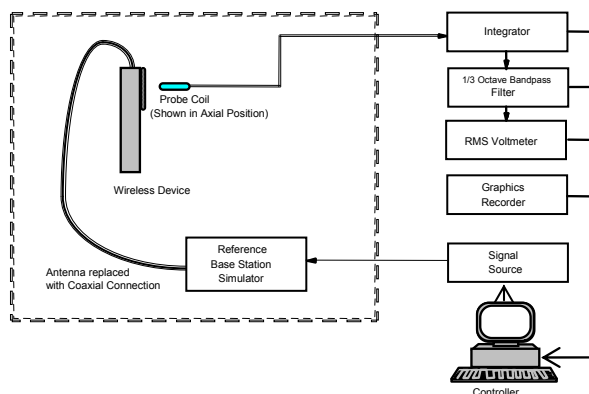 Integrator
1/3 Octave Bandpass
Filter
RMS Voltmeter
Graphics
Recorder
Signal
Source
Controller
Probe Coil
(Shown in Axial Position)
Wireless Device
Reference
Base Station
Simulator
Antenna replaced
with Coaxial Connection